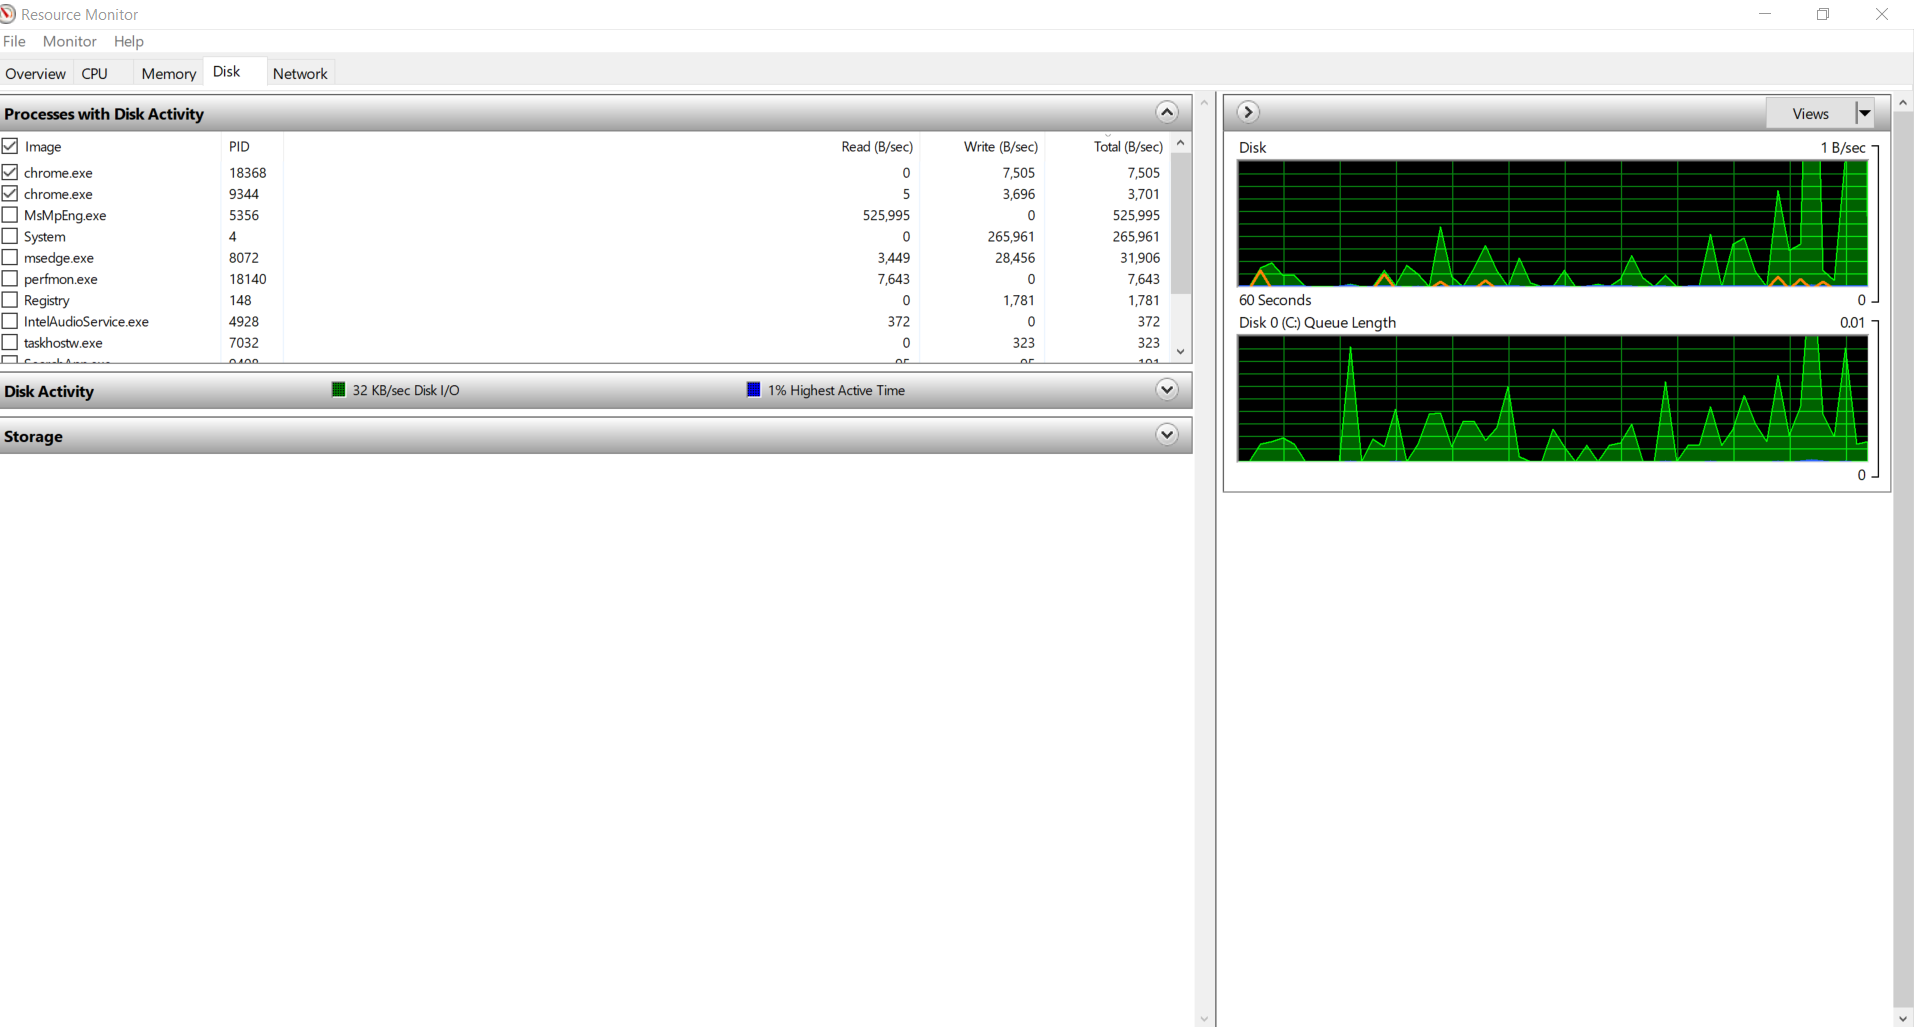 Resource Monitor
File Monitor Help
Overview CPU Memory Disk Network
Processes with Disk Activity
Image PID Read (B/sec) Write (B/sec) Total (B/sec)
chrome.exe 18368 0 7,505 7,505
chrome.exe 9344 5 3,696 3,701
MsMpEng.exe 5356 525,995 0 525,995
System 4 0 265,961 265,961
msedge.exe 8072 3,449 28,456 31,906
perfmon.exe 18140 7,643 0 7,643
Registry 148 0 1,781 1,781
IntelAudioService.exe 4928 372 0 372
taskhostw.exe 7032 0 323 323
Disk Activity 32 KB/sec Disk I/O 1% Highest Active Time
Storage
Views
Disk 1 B/sec
60 Seconds 0
Disk 0 (C:) Queue Length 0.01
0